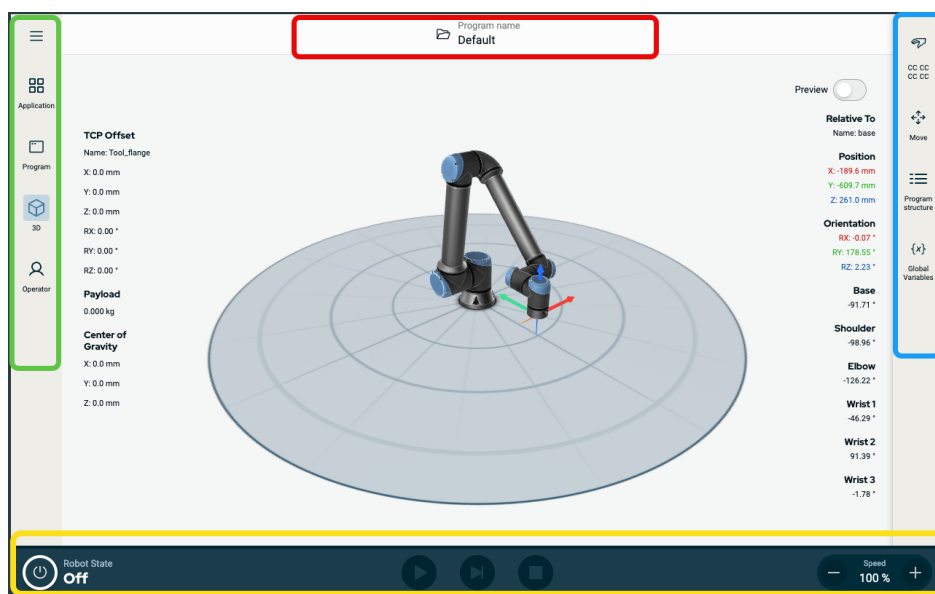 Program name
Default
Application
Program
3D
Operator
TCP Offset
Name: Tool_flange
X: 0.0 mm
Y: 0.0 mm
Z: 0.0 mm
RX: 0.00 °
RY: 0.00 °
RZ: 0.00 °
Payload
0.000 kg
Center of
Gravity
X: 0.0 mm
Y: 0.0 mm
Z: 0.0 mm
Preview
Relative To
Name: base
Position
X: -189.6 mm
Y: -609.7 mm
Z: 261.0 mm
Orientation
RX: -0.07 °
RY: 178.55 °
RZ: 2.23 °
Base
-91.71 °
Shoulder
-98.96 °
Elbow
-126.22 °
Wrist 1
-46.29 °
Wrist 2
91.39 °
Wrist 3
-1.78 °
CC CC
CC CC
Move
Program
structure
{x}
Global
Variables
Robot State
Off
Speed
100 %